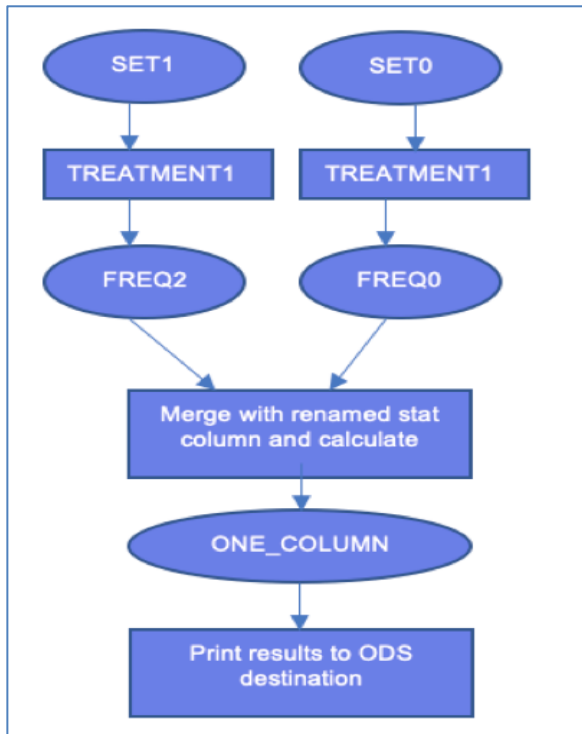 SET1
SET0
TREATMENT1
TREATMENT1
FREQ2
FREQ0
Merge with renamed stat
column and calculate
ONE_COLUMN
Print results to ODS
destination